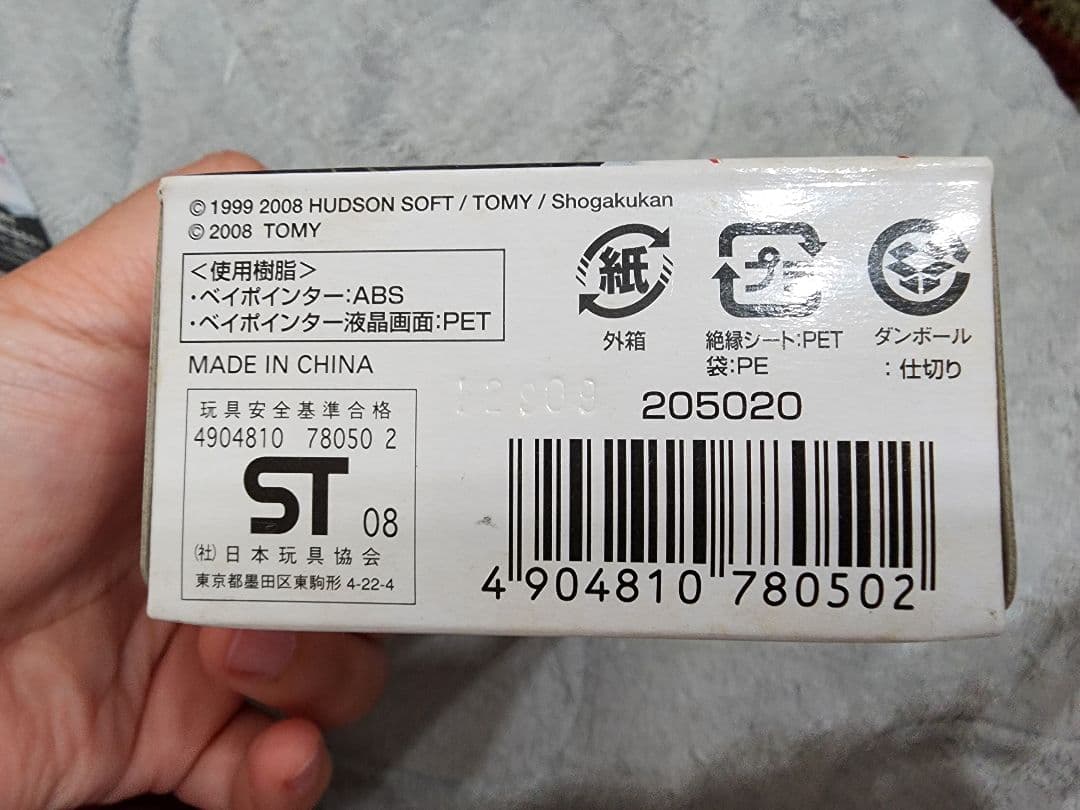 © 1999 2008 HUDSON SOFT / TOMY / Shogakukan
© 2008 TOMY
＜使用樹脂＞
・ベイポインター：ABS
・ベイポインター液晶画面：PET
MADE IN CHINA
玩具安全基準合格
4904810 78050 2
ST 08
(社)日本玩具協会
東京都墨田区東駒形 4-22-4
紙
外箱
プラ
絶縁シート：PET
袋：PE
ダンボール
：仕切り
205020
4 904810 780502